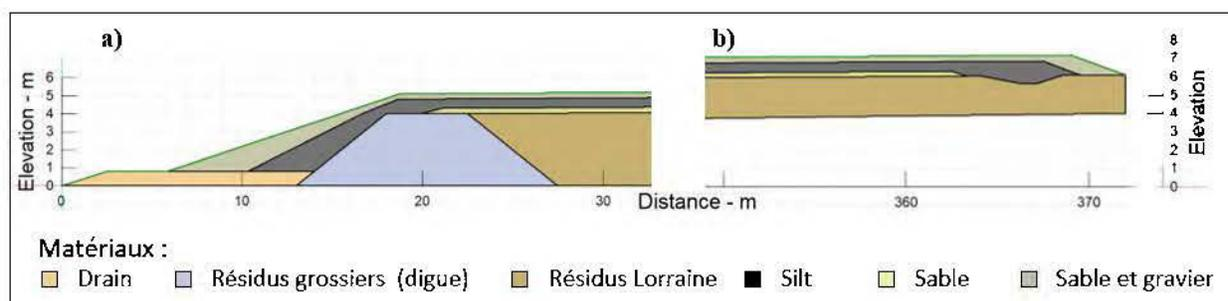 a)
b)
Elevation - m
6
5
4
3
2
1
0
0
10
20
30
Distance - m
360
370
8
7
6
5
4
3
2
1
0
Elevation
Matériaux :
Drain
Résidus grossiers (digue)
Résidus Lorraine
Silt
Sable
Sable et gravier